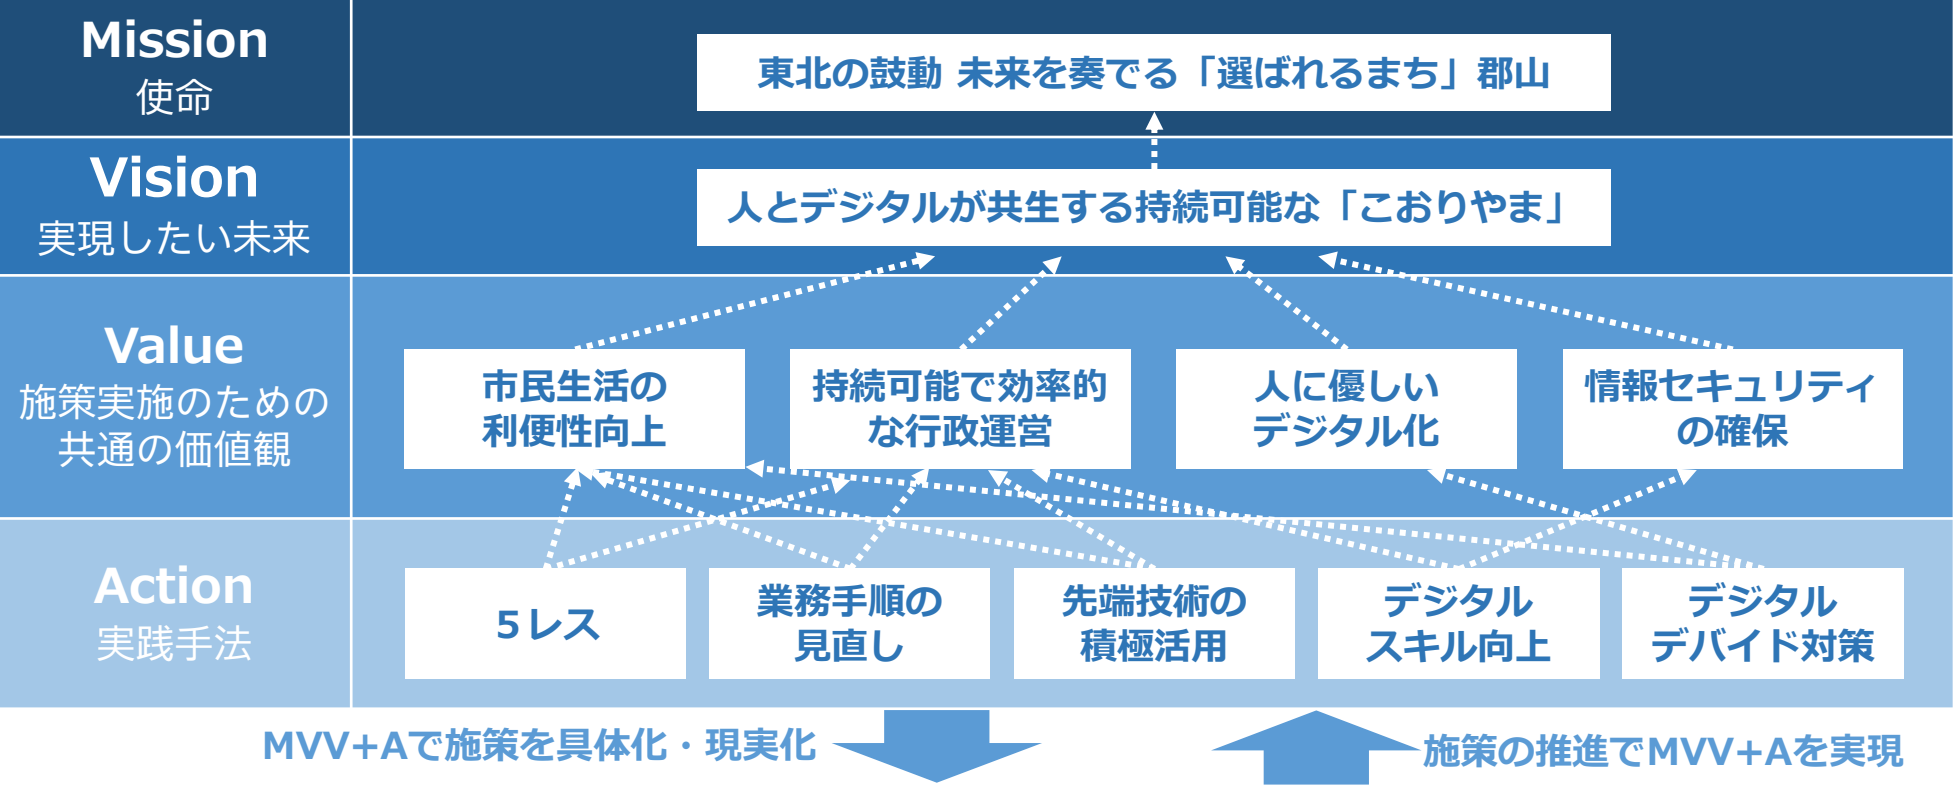 Mission
使命
東北の鼓動 未来を奏でる「選ばれるまち」郡山
Vision
実現したい未来
人とデジタルが共生する持続可能な「こおりやま」
Value
施策実施のための
共通の価値観
市民生活の
利便性向上
持続可能で効率的
な行政運営
人に優しい
デジタル化
情報セキュリティ
の確保
Action
実践手法
5レス
業務手順の
見直し
先端技術の
積極活用
デジタル
スキル向上
デジタル
デバイド対策
MVV+Aで施策を具体化・現実化
施策の推進でMVV+Aを実現